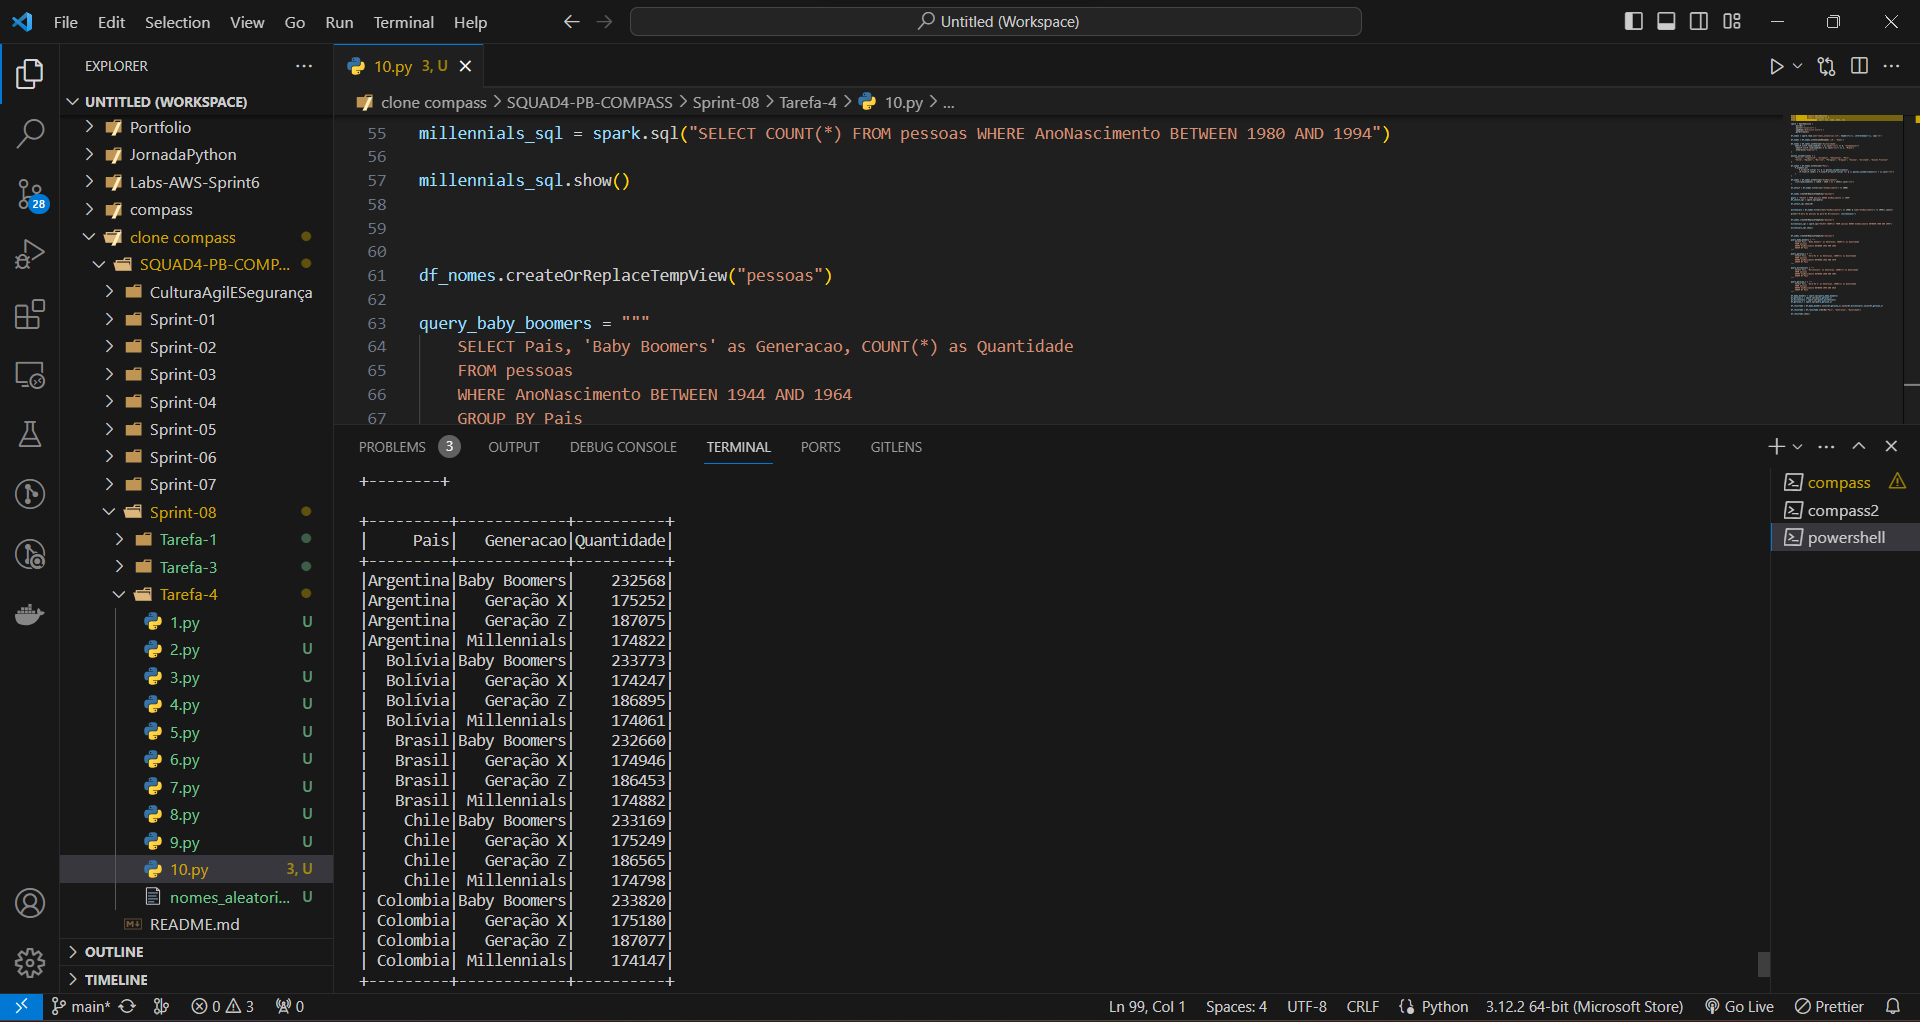 File Edit Selection View Go Run Terminal Help
Untitled (Workspace)
EXPLORER
UNTITLED (WORKSPACE)
Portfolio
JornadaPython
Labs-AWS-Sprint6
compass
clone compass
SQUAD4-PB-COMP...
CulturaAgilESegurança
Sprint-01
Sprint-02
Sprint-03
Sprint-04
Sprint-05
Sprint-06
Sprint-07
Sprint-08
Tarefa-1
Tarefa-3
Tarefa-4
1.py U
2.py U
3.py U
4.py U
5.py U
6.py U
7.py U
8.py U
9.py U
10.py 3, U
nomes_aleatori... U
README.md
OUTLINE
TIMELINE
28
10.py 3, U
clone compass > SQUAD4-PB-COMPASS > Sprint-08 > Tarefa-4 > 10.py > ...
55 millennials_sql = spark.sql("SELECT COUNT(*) FROM pessoas WHERE AnoNascimento BETWEEN 1980 AND 1994")
56
57 millennials_sql.show()
58
59
60
61 df_nomes.createOrReplaceTempView("pessoas")
62
63 query_baby_boomers = """
64 SELECT Pais, 'Baby Boomers' as Generacao, COUNT(*) as Quantidade
65 FROM pessoas
66 WHERE AnoNascimento BETWEEN 1944 AND 1964
67 GROUP BY Pais
PROBLEMS 3 OUTPUT DEBUG CONSOLE TERMINAL PORTS GITLENS
+--------+
+---------+------------+----------+
|     Pais|   Generacao|Quantidade|
+---------+------------+----------+
|Argentina|Baby Boomers|    232568|
|Argentina|   Geração X|    175252|
|Argentina|   Geração Z|    187075|
|Argentina| Millennials|    174822|
|  Bolívia|Baby Boomers|    233773|
|  Bolívia|   Geração X|    174247|
|  Bolívia|   Geração Z|    186895|
|  Bolívia| Millennials|    174061|
|   Brasil|Baby Boomers|    232660|
|   Brasil|   Geração X|    174946|
|   Brasil|   Geração Z|    186453|
|   Brasil| Millennials|    174882|
|    Chile|Baby Boomers|    233169|
|    Chile|   Geração X|    175249|
|    Chile|   Geração Z|    186565|
|    Chile| Millennials|    174798|
| Colombia|Baby Boomers|    233820|
| Colombia|   Geração X|    175180|
| Colombia|   Geração Z|    187077|
| Colombia| Millennials|    174147|
+---------+------------+----------+
compass
compass2
powershell
main* 0 3 0 Ln 99, Col 1 Spaces: 4 UTF-8 CRLF Python 3.12.2 64-bit (Microsoft Store) Go Live Prettier